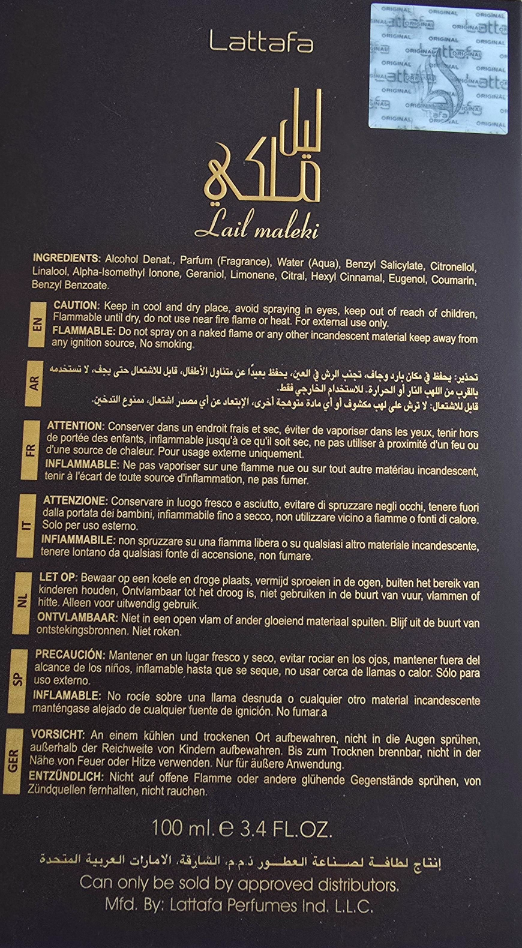 Lattafa
ORIGINAL
Lattafa
ليل
ملكي
Lail maleki
INGREDIENTS: Alcohol Denat., Parfum (Fragrance), Water (Aqua), Benzyl Salicylate, Citronellol,
Linalool, Alpha-Isomethyl Ionone, Geraniol, Limonene, Citral, Hexyl Cinnamal, Eugenol, Coumarin,
Benzyl Benzoate.
EN
CAUTION: Keep in cool and dry place, avoid spraying in eyes, keep out of reach of children,
Flammable until dry, do not use near fire flame or heat. For external use only.
FLAMMABLE: Do not spray on a naked flame or any other incandescent material keep away from
any ignition source, No smoking.
AR
تحذير: يحفظ في مكان بارد وجاف، تجنب الرش في العين، يحفظ بعيدًا عن متناول الأطفال، قابل للاشتعال حتى يجف، لا تستخدمه
بالقرب من اللهب النار أو الحرارة. للاستخدام الخارجي فقط.
قابل للاشتعال: لا ترش على لهب مكشوف أو أي مادة متوهجة أخرى، الإبتعاد عن أي مصدر اشتعال، ممنوع التدخين.
FR
ATTENTION: Conserver dans un endroit frais et sec, éviter de vaporiser dans les yeux, tenir hors
de portée des enfants, inflammable jusqu'à ce qu'il soit sec, ne pas utiliser à proximité d'un feu ou
d'une source de chaleur. Pour usage externe uniquement.
INFLAMMABLE: Ne pas vaporiser sur une flamme nue ou sur tout autre matériau incandescent,
tenir à l'écart de toute source d'inflammation, ne pas fumer.
IT
ATTENZIONE: Conservare in luogo fresco e asciutto, evitare di spruzzare negli occhi, tenere fuori
dalla portata dei bambini, infiammabile fino a secco, non utilizzare vicino a fiamme o fonti di calore.
Solo per uso esterno.
INFIAMMABILE: non spruzzare su una fiamma libera o su qualsiasi altro materiale incandescente,
tenere lontano da qualsiasi fonte di accensione, non fumare.
NL
LET OP: Bewaar op een koele en droge plaats, vermijd sproeien in de ogen, buiten het bereik van
kinderen houden, Ontvlambaar tot het droog is, niet gebruiken in de buurt van vuur, vlammen of
hitte. Alleen voor uitwendig gebruik.
ONTVLAMBAAR: Niet in een open vlam of ander gloeiend materiaal spuiten. Blijf uit de buurt van
ontstekingsbronnen. Niet roken.
SP
PRECAUCIÓN: Mantener en un lugar fresco y seco, evitar rociar en los ojos, mantener fuera del
alcance de los niños, inflamable hasta que se seque, no usar cerca de llamas o calor. Sólo para
uso externo.
INFLAMABLE: No rocíe sobre una llama desnuda o cualquier otro material incandescente
manténgase alejado de cualquier fuente de ignición. No fumar.a
GER
VORSICHT: An einem kühlen und trockenen Ort aufbewahren, nicht in die Augen sprühen,
außerhalb der Reichweite von Kindern aufbewahren. Bis zum Trocknen brennbar, nicht in der
Nähe von Feuer oder Hitze verwenden. Nur für äußere Anwendung.
ENTZÜNDLICH: Nicht auf offene Flamme oder andere glühende Gegenstände sprühen, von
Zündquellen fernhalten, nicht rauchen.
100 ml. e 3.4 FL.OZ.
إنتاج لطافــة لصــناعة العطــور ذ.م.م. الشارقة، الامارات العربية المتحدة
Can only be sold by approved distributors.
Mfd. By: Lattafa Perfumes Ind. L.L.C.